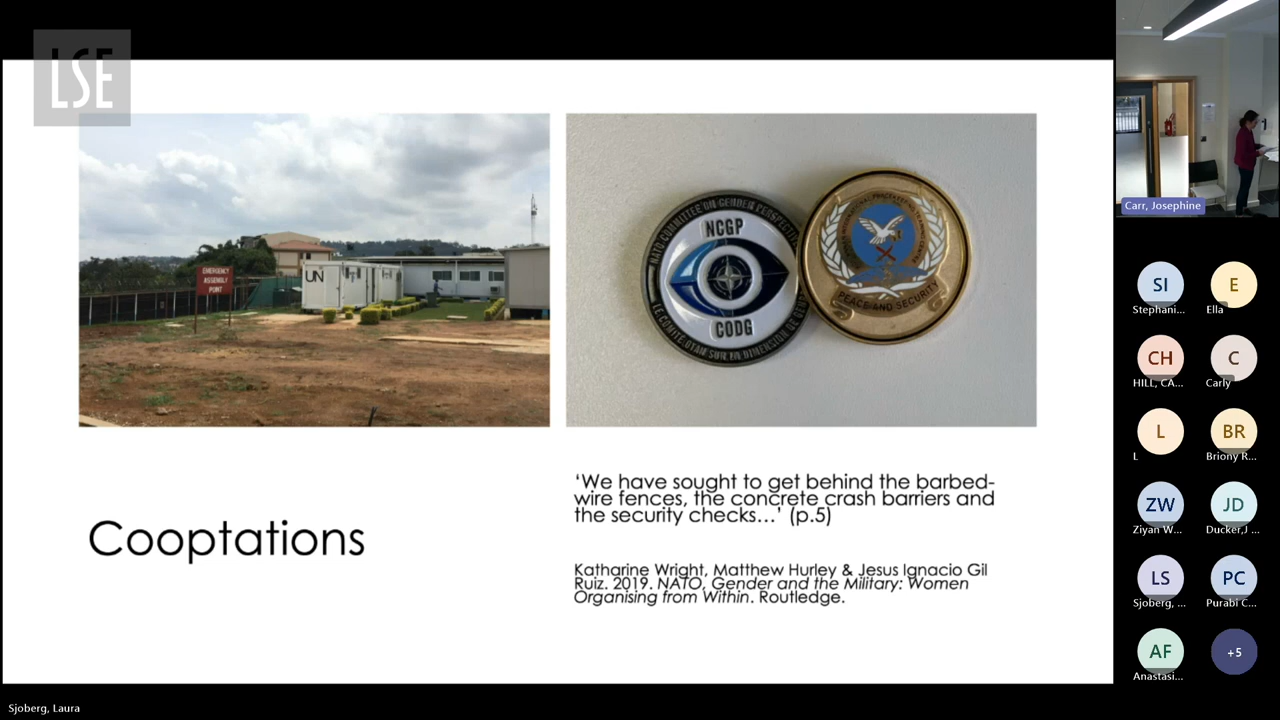 LSE
EMERGENCY
ASSEMBLY
POINT
UN
NATO COMMITTEE ON GENDER PERSPECTIVES
NCGP
CODG
PEACE AND SECURITY
Cooptations
‘We have sought to get behind the barbed-
wire fences, the concrete crash barriers and
the security checks…’ (p.5)
Katharine Wright, Matthew Hurley & Jesus Ignacio Gil
Ruiz. 2019. NATO, Gender and the Military: Women
Organising from Within. Routledge.
Carr, Josephine
SI
Stephani...
E
Ella
CH
HILL, CA...
C
Carly
L
L
BR
Briony R...
ZW
Ziyan W...
JD
Ducker,J ...
LS
Sjoberg, ...
PC
Purabi C...
AF
Anastasi...
+5
Sjoberg, Laura